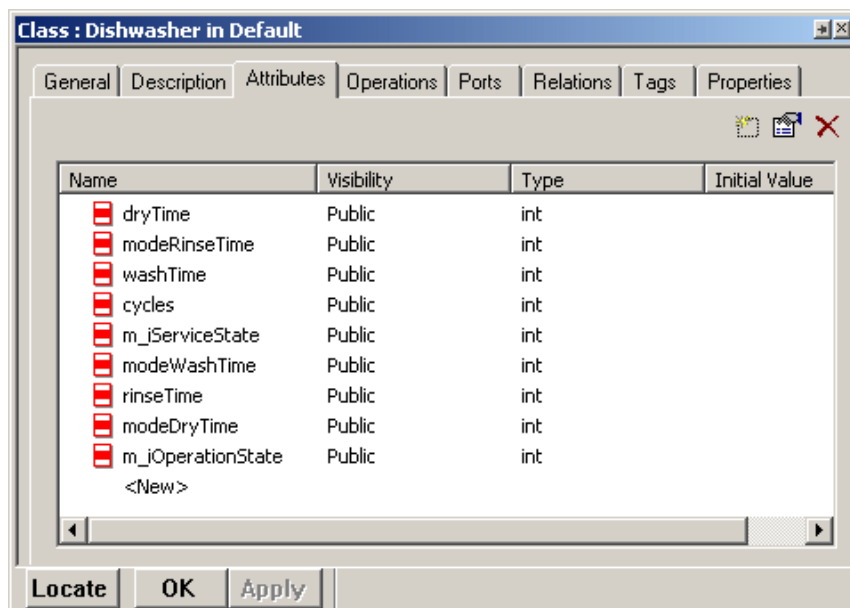 Class : Dishwasher in Default
General Description Attributes Operations Ports Relations Tags Properties
Name Visibility Type Initial Value
dryTime Public int
modeRinseTime Public int
washTime Public int
cycles Public int
m_iServiceState Public int
modeWashTime Public int
rinseTime Public int
modeDryTime Public int
m_iOperationState Public int
<New>
Locate OK Apply